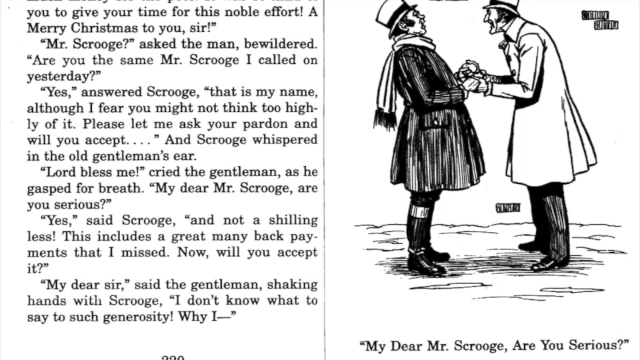 you to give your time for this noble effort! A
Merry Christmas to you, sir!"
"Mr. Scrooge?" asked the man, bewildered.
"Are you the same Mr. Scrooge I called on
yesterday?"
"Yes," answered Scrooge, "that is my name,
although I fear you might not think too high-
ly of it. Please let me ask your pardon and
will you accept. . . . " And Scrooge whispered
in the old gentleman's ear.
"Lord bless me!" cried the gentleman, as he
gasped for breath. "My dear Mr. Scrooge, are
you serious?"
"Yes," said Scrooge, "and not a shilling
less! This includes a great many back pay-
ments that I missed. Now, will you accept
it?"
"My dear sir," said the gentleman, shaking
hands with Scrooge, "I don't know what to
say to such generosity! Why I—"
"My Dear Mr. Scrooge, Are You Serious?"